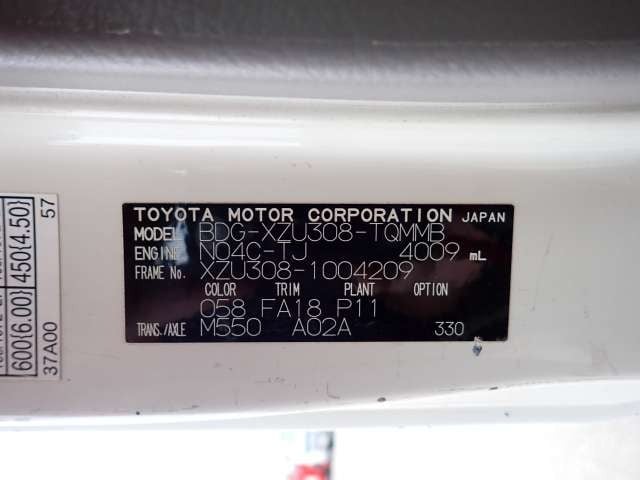 TOYOTA MOTOR CORPORATION JAPAN
MODEL BDG-XZU308-TQMMB
ENGINE N04C-TJ 4009 mL
FRAME No. XZU308-1004209
COLOR TRIM PLANT OPTION
058 FA18 P11
TRANS./AXLE M550 A02A 330
600(6.00) 450(4.50)
37A00 57